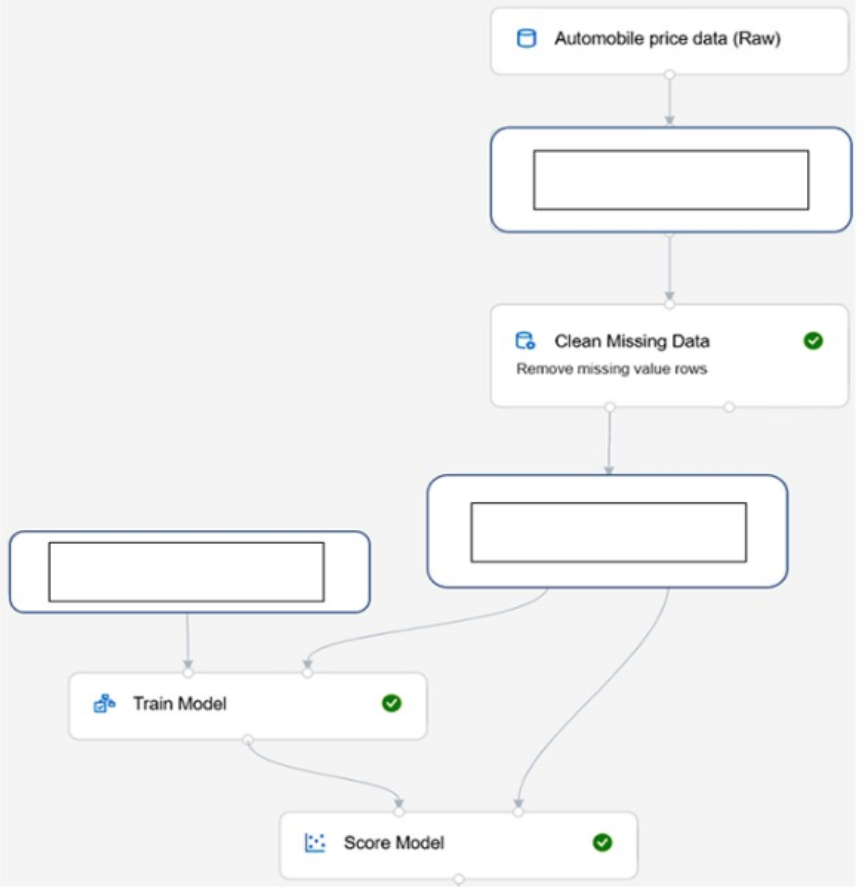 Automobile price data (Raw)
Clean Missing Data
Remove missing value rows
Train Model
Score Model